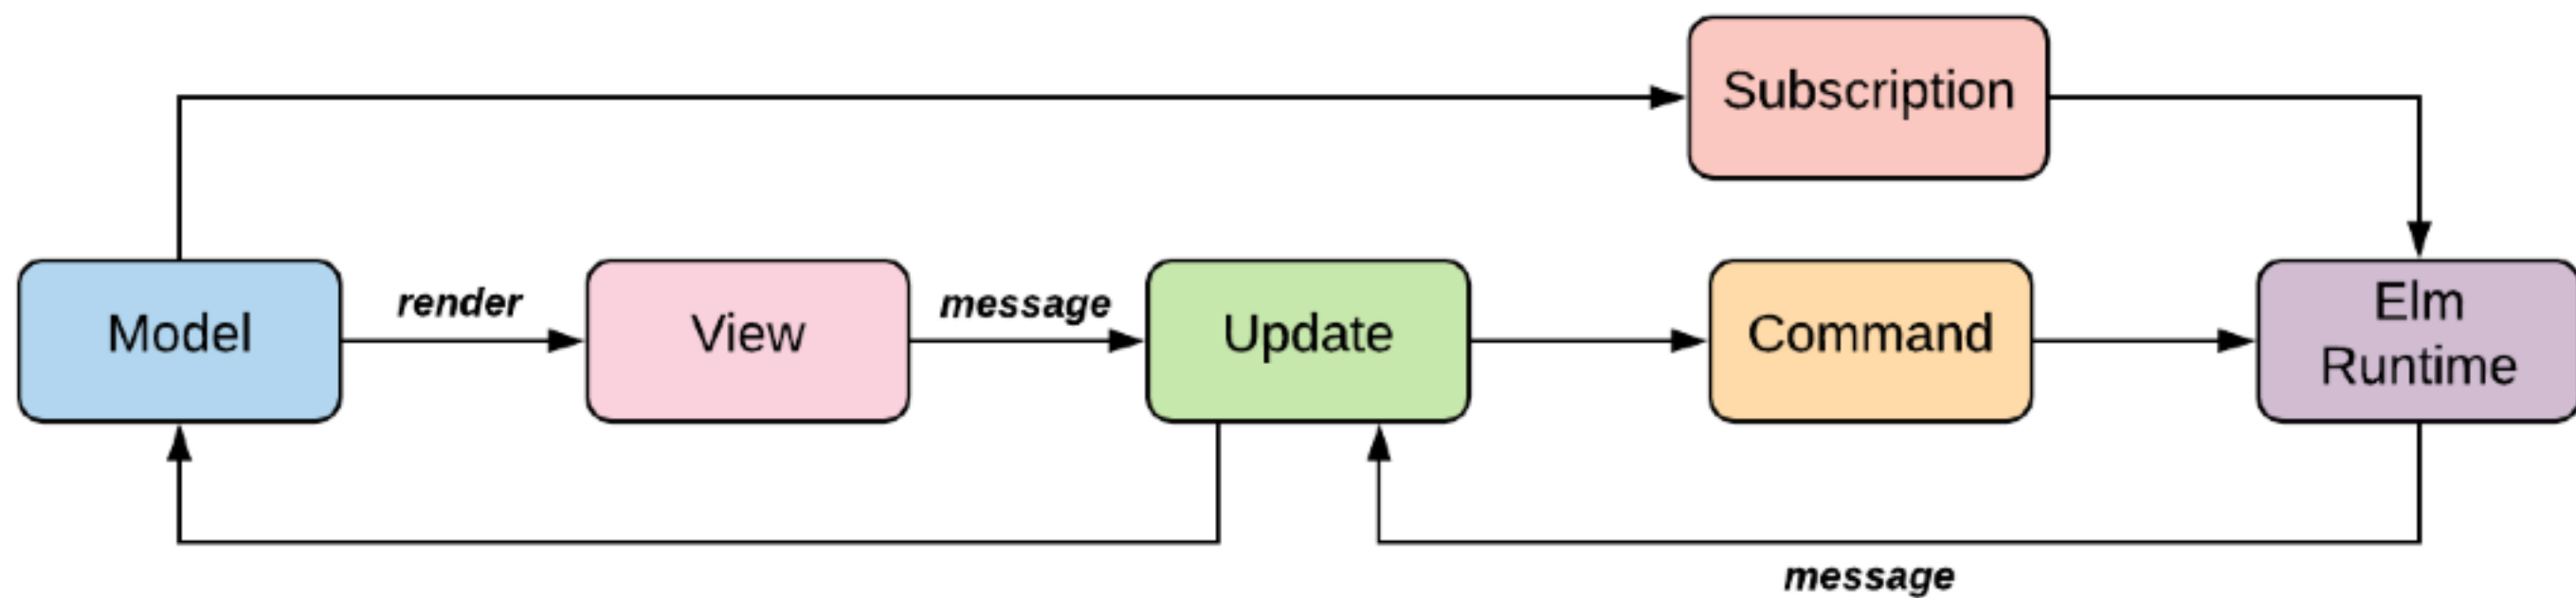 Subscription
Model
render
View
message
Update
Command
Elm
Runtime
message